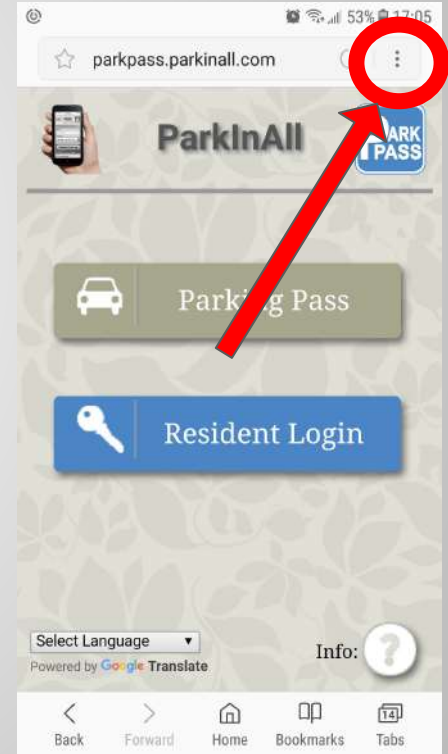 53% 17:05
parkpass.parkinall.com
ParkInAll
PARK PASS
Parking Pass
Resident Login
Select Language
Powered by Google Translate
Info: ?
Back Forward Home Bookmarks Tabs
14